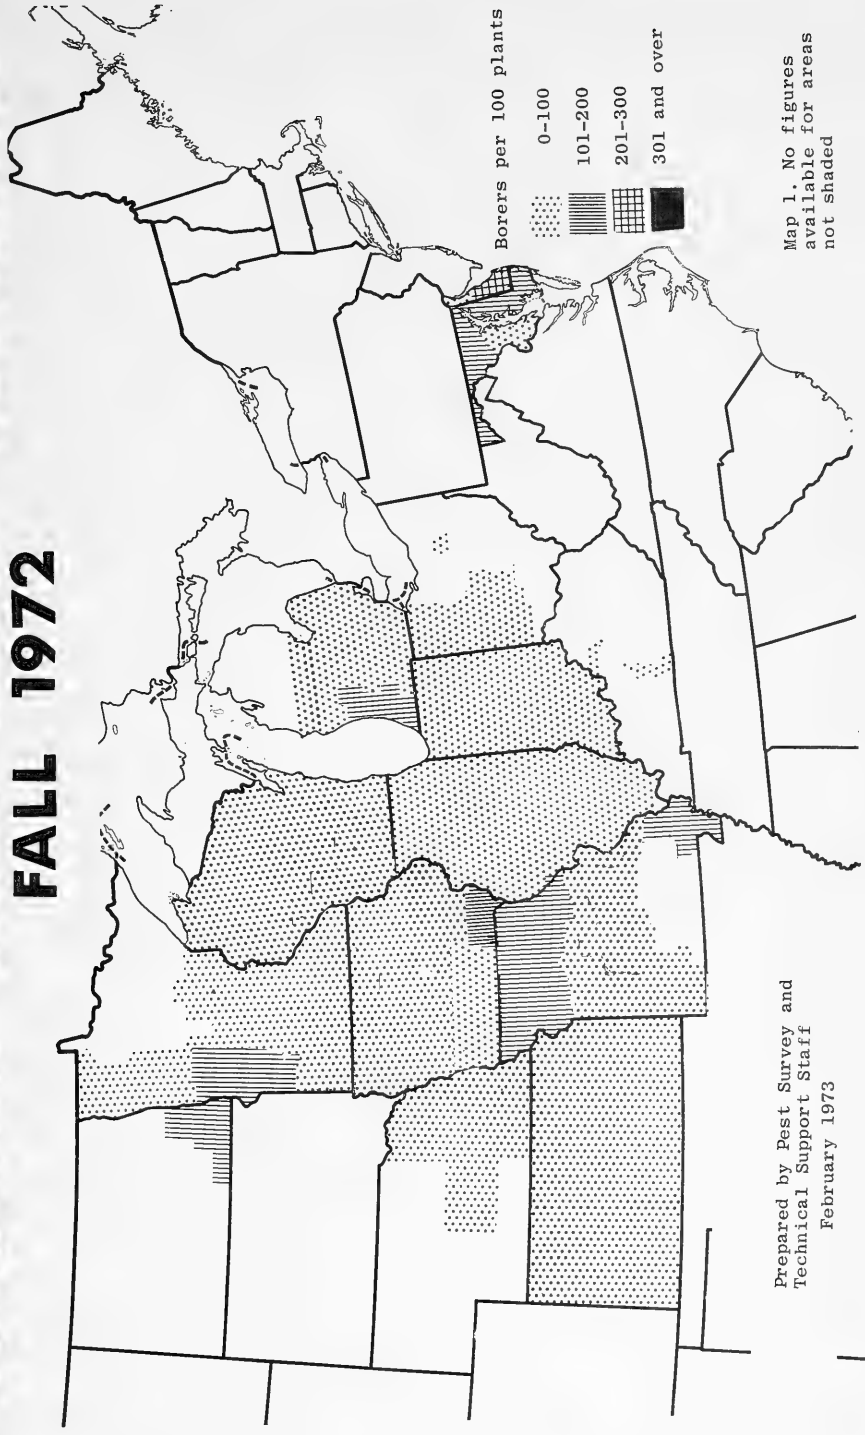 FALL 1972
Borers per 100 plants
0-100
101-200
201-300
301 and over
Map 1. No figures
available for areas
not shaded
Prepared by Pest Survey and
Technical Support Staff
February 1973